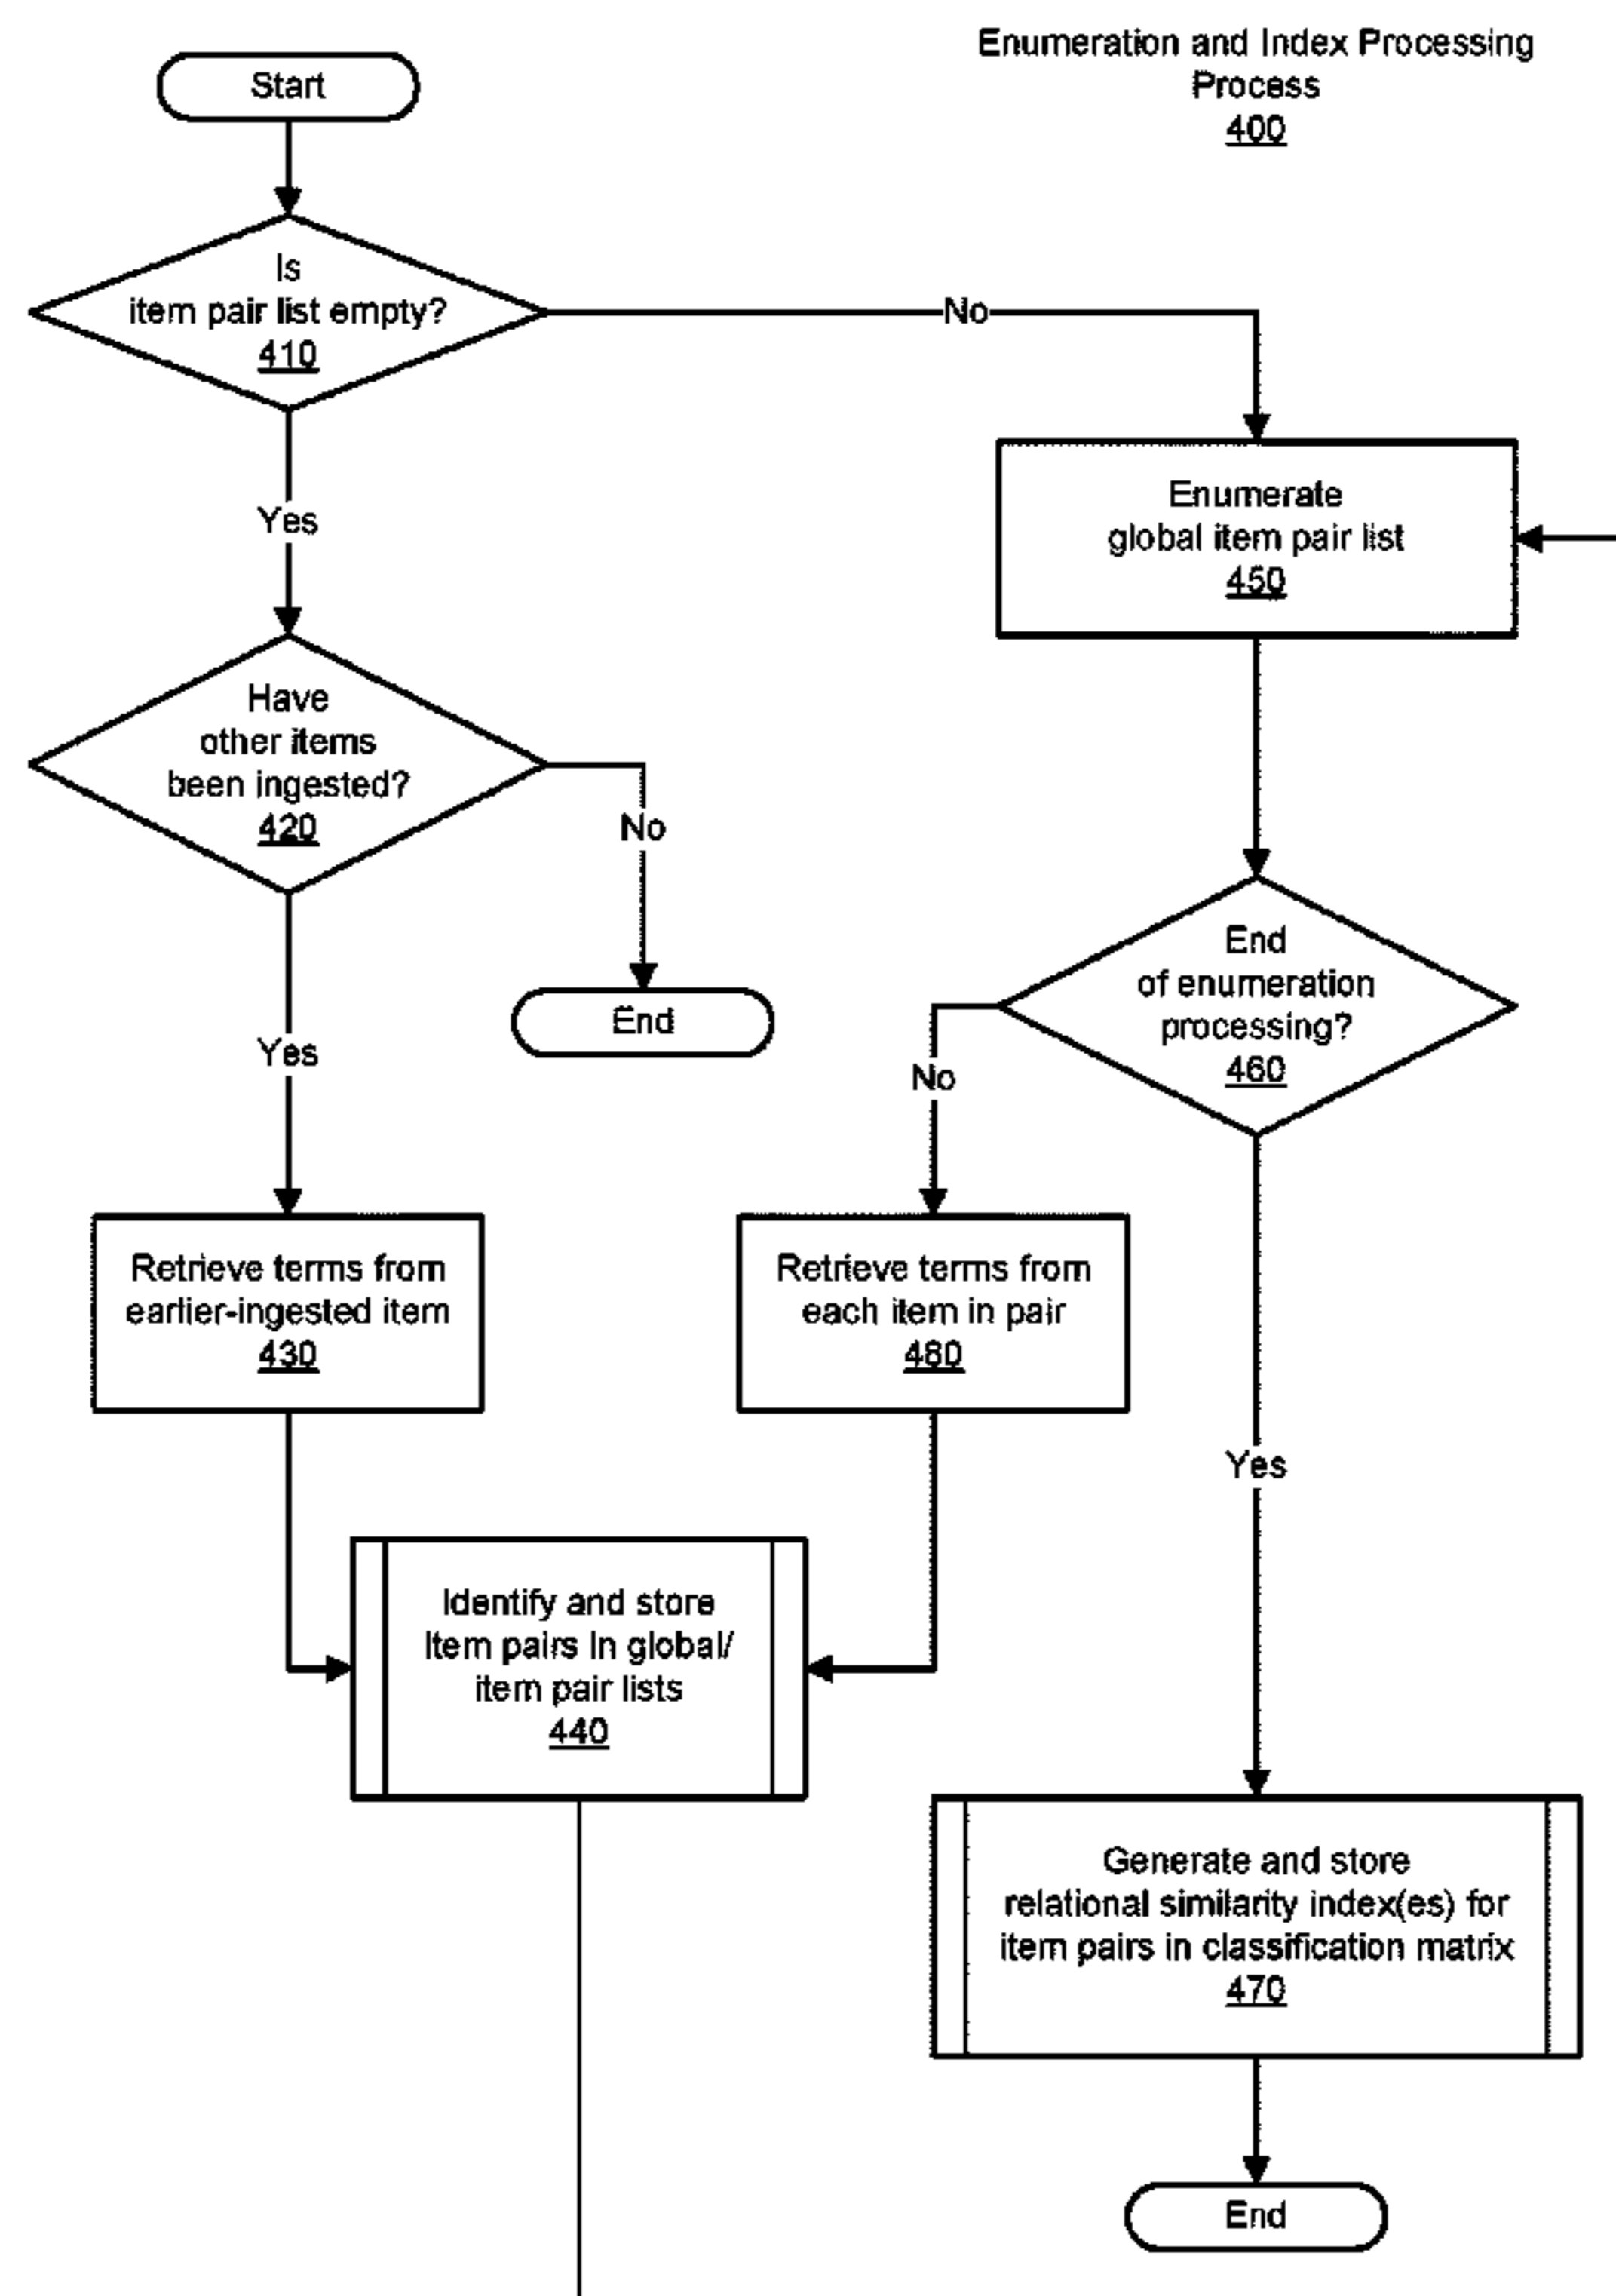 Enumeration and Index Processing
Process
400
Start
Is
item pair list empty?
410
No
Yes
Enumerate
global item pair list
450
Have
other items
been ingested?
420
No
End
Yes
End
of enumeration
processing?
460
No
Yes
Retrieve terms from
earlier-ingested item
430
Retrieve terms from
each item in pair
480
Identify and store
item pairs in global/
item pair lists
440
Generate and store
relational similarity index(es) for
item pairs in classification matrix
470
End